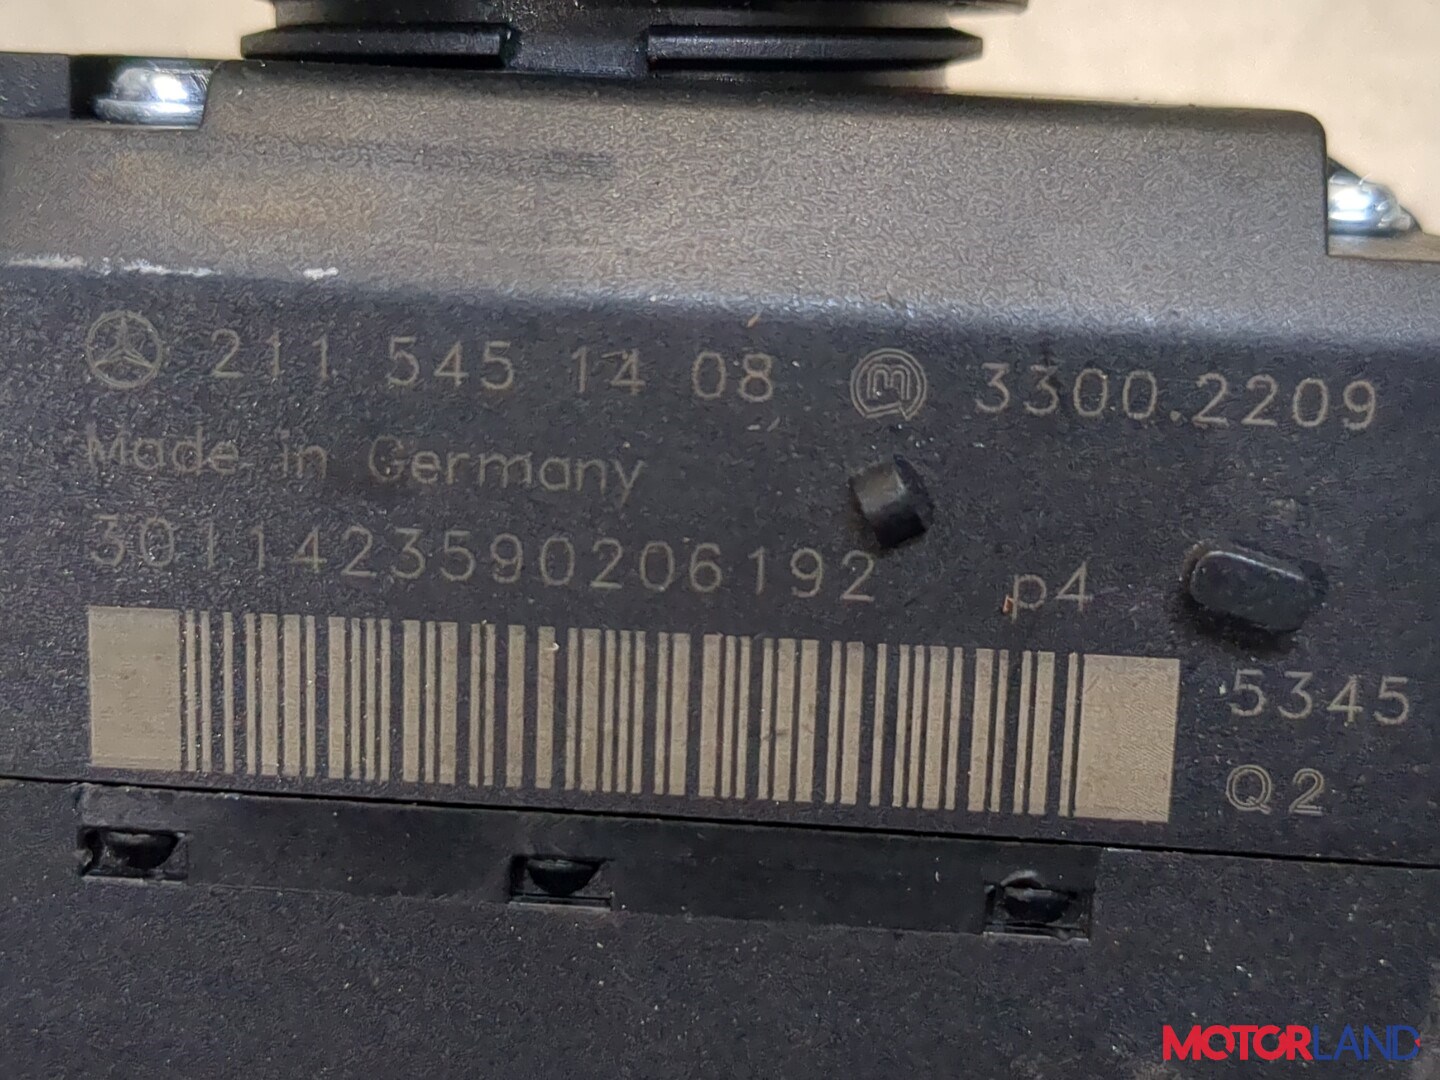 211 545 14 08 3300.2209
Made in Germany
3011423590206192 p4
5345
Q2
MOTORLAND